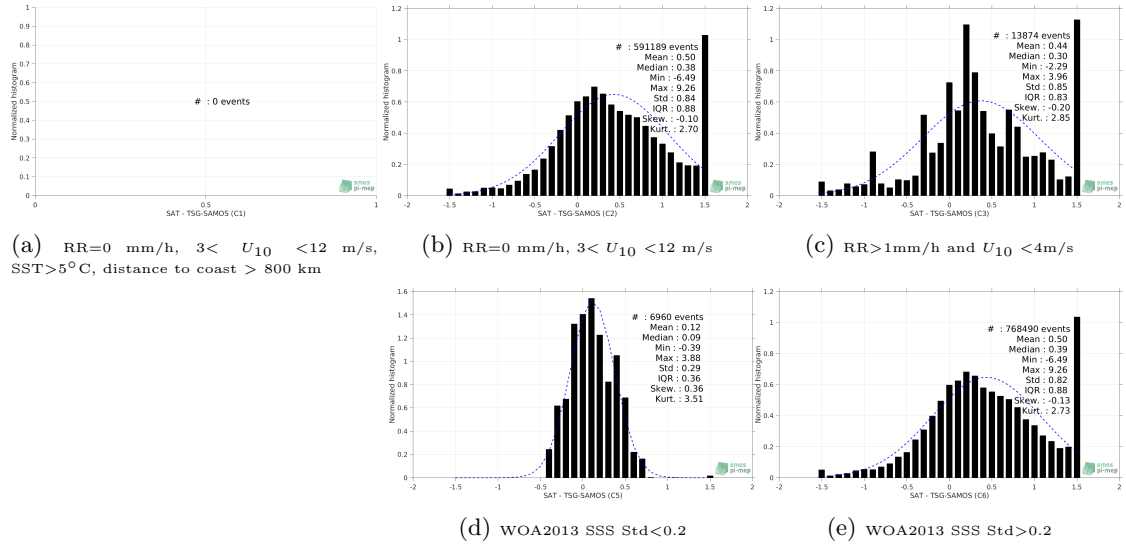 1
0.9
0.8
0.7
0.6
0.5
0.4
0.3
0.2
0.1
0
0
0.5
1
Normalized histogram
# : 0 events
SAT - TSG-SAMOS (C1)
smos
pi-mep
(a) RR=0 mm/h, 3< U10 <12 m/s,
SST>5°C, distance to coast > 800 km
1.2
1
0.8
0.6
0.4
0.2
0
-2 -1.5 -1 -0.5 0 0.5 1 1.5 2
Normalized histogram
# : 591189 events
Mean : 0.50
Median : 0.38
Min : -6.49
Max : 9.26
Std : 0.84
IQR : 0.88
Skew. : -0.10
Kurt. : 2.70
SAT - TSG-SAMOS (C2)
smos
pi-mep
(b) RR=0 mm/h, 3< U10 <12 m/s
1.2
1
0.8
0.6
0.4
0.2
0
-2 -1.5 -1 -0.5 0 0.5 1 1.5 2
Normalized histogram
# : 13874 events
Mean : 0.44
Median : 0.30
Min : -2.29
Max : 3.96
Std : 0.85
IQR : 0.83
Skew. : -0.20
Kurt. : 2.85
SAT - TSG-SAMOS (C3)
smos
pi-mep
(c) RR>1mm/h and U10 <4m/s
1.6
1.4
1.2
1
0.8
0.6
0.4
0.2
0
-2 -1.5 -1 -0.5 0 0.5 1 1.5 2
Normalized histogram
# : 6960 events
Mean : 0.12
Median : 0.09
Min : -0.39
Max : 3.88
Std : 0.29
IQR : 0.36
Skew. : 0.36
Kurt. : 3.51
SAT - TSG-SAMOS (C5)
smos
pi-mep
(d) WOA2013 SSS Std<0.2
1.2
1
0.8
0.6
0.4
0.2
0
-2 -1.5 -1 -0.5 0 0.5 1 1.5 2
Normalized histogram
# : 768490 events
Mean : 0.50
Median : 0.39
Min : -6.49
Max : 9.26
Std : 0.82
IQR : 0.88
Skew. : -0.13
Kurt. : 2.73
SAT - TSG-SAMOS (C6)
smos
pi-mep
(e) WOA2013 SSS Std>0.2